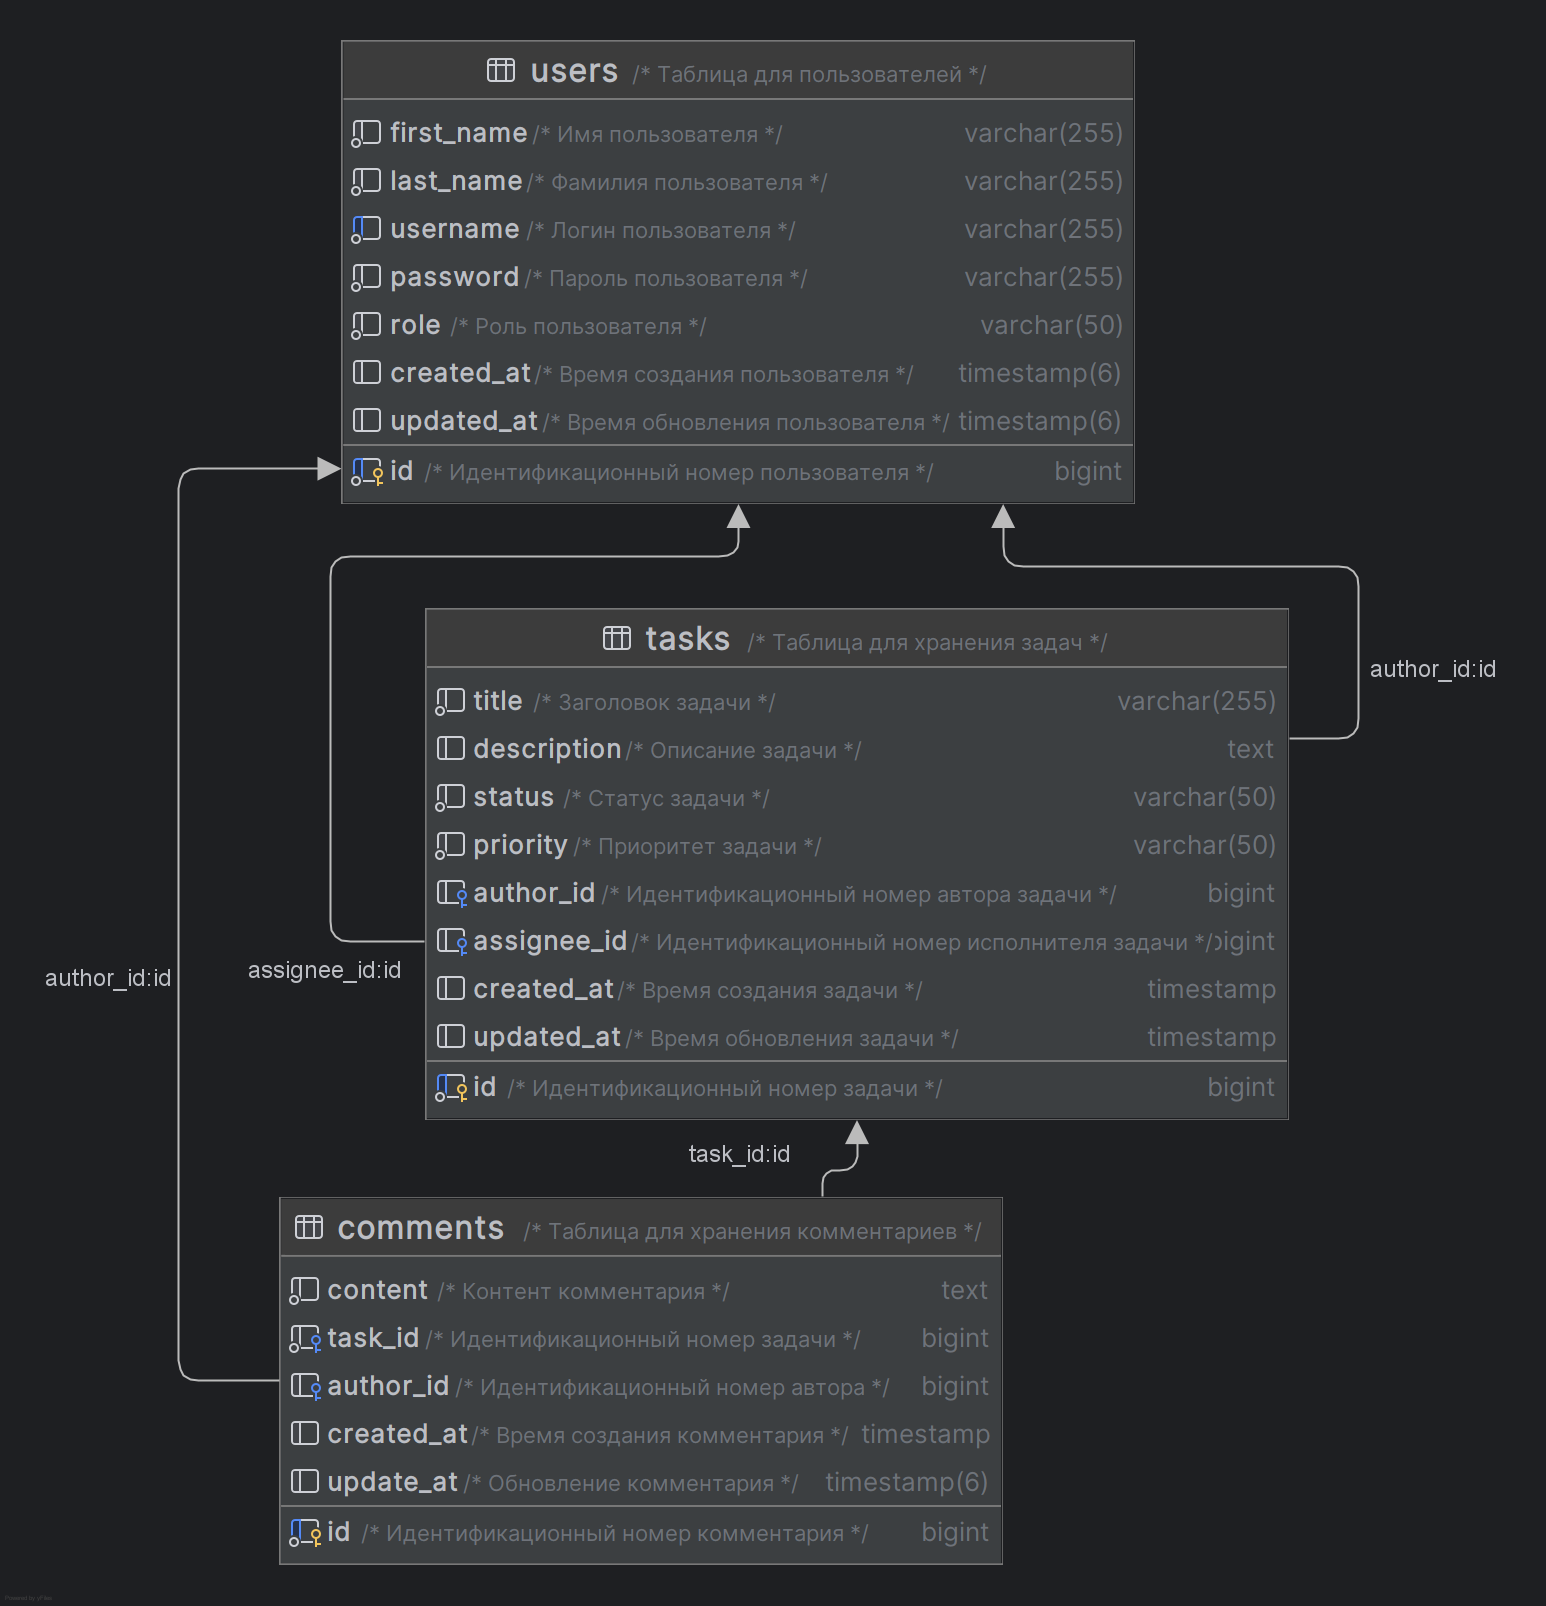 users /* Таблица для пользователей */
first_name /* Имя пользователя */ varchar(255)
last_name /* Фамилия пользователя */ varchar(255)
username /* Логин пользователя */ varchar(255)
password /* Пароль пользователя */ varchar(255)
role /* Роль пользователя */ varchar(50)
created_at /* Время создания пользователя */ timestamp(6)
updated_at /* Время обновления пользователя */ timestamp(6)
id /* Идентификационный номер пользователя */ bigint
tasks /* Таблица для хранения задач */
author_id:id
title /* Заголовок задачи */ varchar(255)
description /* Описание задачи */ text
status /* Статус задачи */ varchar(50)
priority /* Приоритет задачи */ varchar(50)
author_id /* Идентификационный номер автора задачи */ bigint
assignee_id /* Идентификационный номер исполнителя задачи */ bigint
author_id:id
assignee_id:id
created_at /* Время создания задачи */ timestamp
updated_at /* Время обновления задачи */ timestamp
id /* Идентификационный номер задачи */ bigint
task_id:id
comments /* Таблица для хранения комментариев */
content /* Контент комментария */ text
task_id /* Идентификационный номер задачи */ bigint
author_id /* Идентификационный номер автора */ bigint
created_at /* Время создания комментария */ timestamp
update_at /* Обновление комментария */ timestamp(6)
id /* Идентификационный номер комментария */ bigint
Powered by yFiles